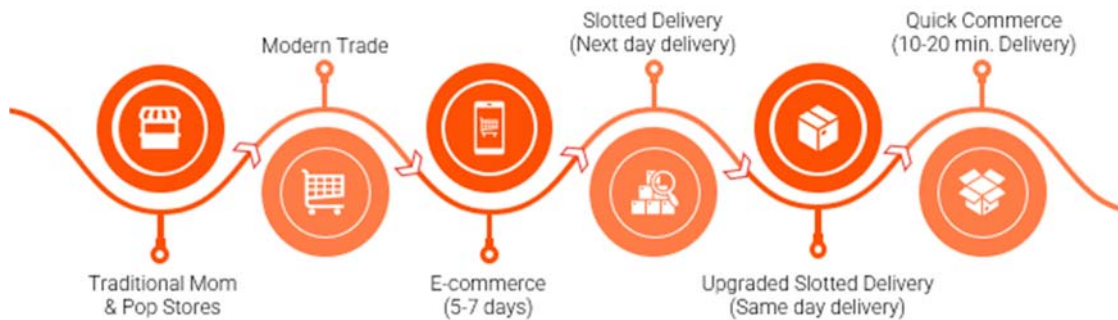 Traditional Mom
& Pop Stores
Modern Trade
E-commerce
(5-7 days)
Slotted Delivery
(Next day delivery)
Upgraded Slotted Delivery
(Same day delivery)
Quick Commerce
(10-20 min. Delivery)